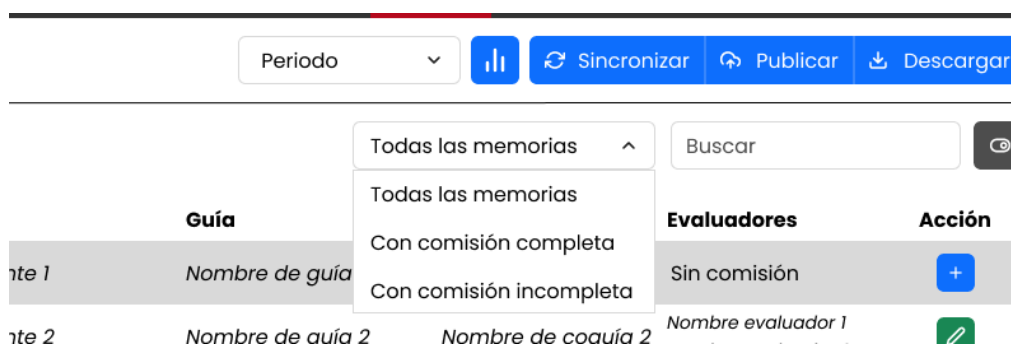 Periodo
Sincronizar
Publicar
Descargar
Todas las memorias
Buscar
Todas las memorias
Con comisión completa
Con comisión incompleta
Guía
Evaluadores
Acción
nte 1
Nombre de guía
Sin comisión
nte 2
Nombre de guía 2
Nombre de coguía 2
Nombre evaluador 1